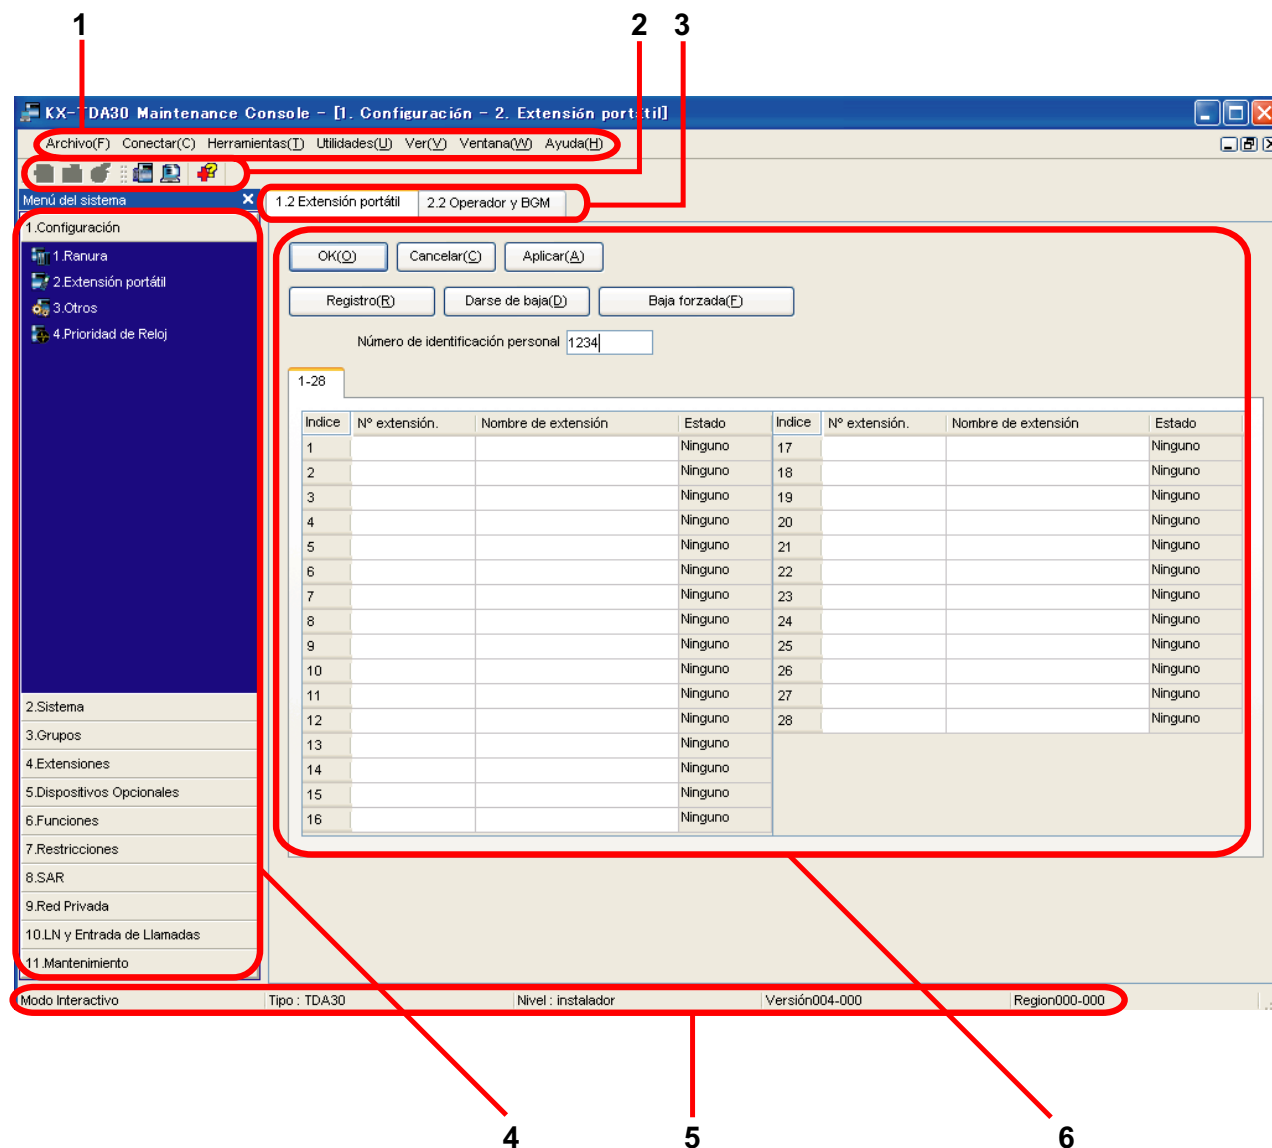 1 2 3
KX-TDA30 Maintenance Console - [1. Configuración - 2. Extensión portátil]
Archivo(F) Conectar(C) Herramientas(T) Utilidades(U) Ver(V) Ventana(W) Ayuda(H)
Menú del sistema
1.2 Extensión portátil 2.2 Operador y BGM
1.Configuración
1.Ranura
2.Extensión portátil
3.Otros
4.Prioridad de Reloj
2.Sistema
3.Grupos
4.Extensiones
5.Dispositivos Opcionales
6.Funciones
7.Restricciones
8.SAR
9.Red Privada
10.LN y Entrada de Llamadas
11.Mantenimiento
OK(O) Cancelar(C) Aplicar(A)
Registro(R) Darse de baja(D) Baja forzada(F)
Número de identificación personal 1234
1-28
Indice Nº extensión. Nombre de extensión Estado Indice Nº extensión. Nombre de extensión Estado
1 Ninguno 17 Ninguno
2 Ninguno 18 Ninguno
3 Ninguno 19 Ninguno
4 Ninguno 20 Ninguno
5 Ninguno 21 Ninguno
6 Ninguno 22 Ninguno
7 Ninguno 23 Ninguno
8 Ninguno 24 Ninguno
9 Ninguno 25 Ninguno
10 Ninguno 26 Ninguno
11 Ninguno 27 Ninguno
12 Ninguno 28 Ninguno
13 Ninguno
14 Ninguno
15 Ninguno
16 Ninguno
Modo Interactivo Tipo : TDA30 Nivel : instalador Versión004-000 Region000-000
4 5 6